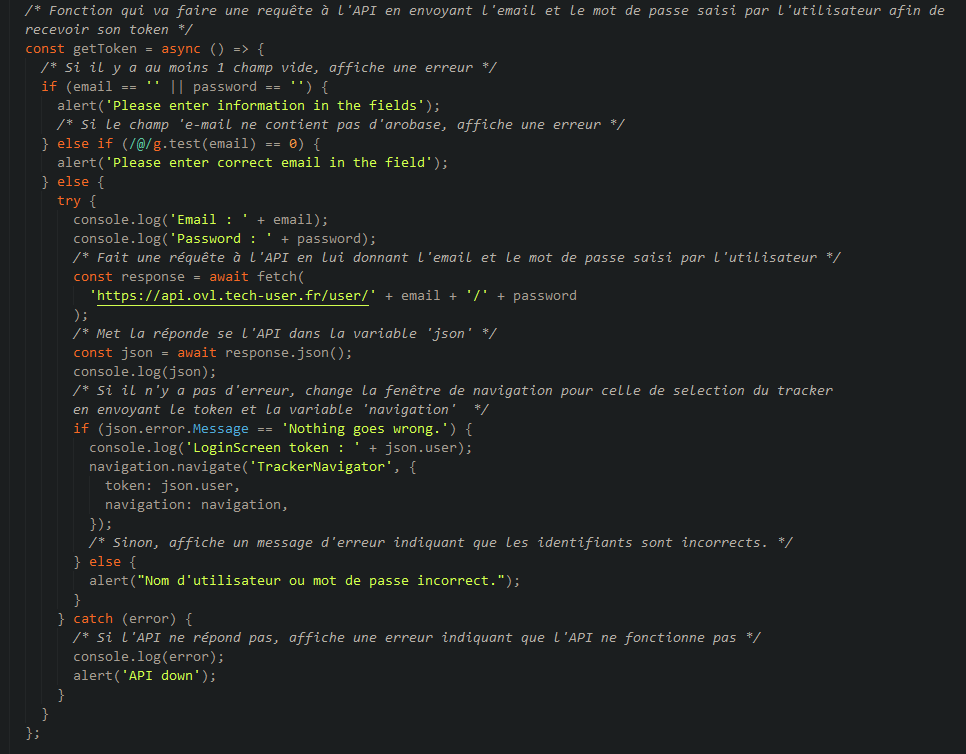 /* Fonction qui va faire une requête à l'API en envoyant l'email et le mot de passe saisi par l'utilisateur afin de
recevoir son token */
const getToken = async () => {
  /* Si il y a au moins 1 champ vide, affiche une erreur */
  if (email == '' || password == '') {
    alert('Please enter information in the fields');
    /* Si le champ 'e-mail ne contient pas d'arobase, affiche une erreur */
  } else if (/@/g.test(email) == 0) {
    alert('Please enter correct email in the field');
  } else {
    try {
      console.log('Email : ' + email);
      console.log('Password : ' + password);
      /* Fait une réquête à l'API en lui donnant l'email et le mot de passe saisi par l'utilisateur */
      const response = await fetch(
        'https://api.ovl.tech-user.fr/user/' + email + '/' + password
      );
      /* Met la réponde se l'API dans la variable 'json' */
      const json = await response.json();
      console.log(json);
      /* Si il n'y a pas d'erreur, change la fenêtre de navigation pour celle de selection du tracker
      en envoyant le token et la variable 'navigation'  */
      if (json.error.Message == 'Nothing goes wrong.') {
        console.log('LoginScreen token : ' + json.user);
        navigation.navigate('TrackerNavigator', {
          token: json.user,
          navigation: navigation,
        });
        /* Sinon, affiche un message d'erreur indiquant que les identifiants sont incorrects. */
      } else {
        alert("Nom d'utilisateur ou mot de passe incorrect.");
      }
    } catch (error) {
      /* Si l'API ne répond pas, affiche une erreur indiquant que l'API ne fonctionne pas */
      console.log(error);
      alert('API down');
    }
  }
};